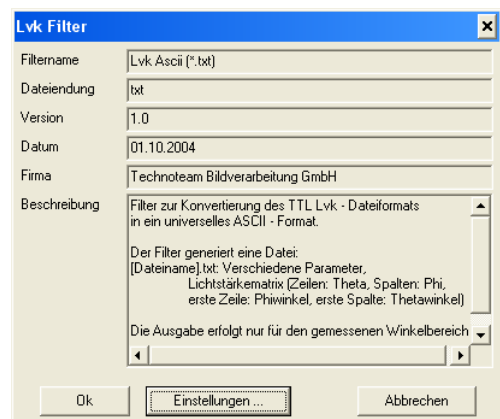 Lvk Filter
Filtername Lvk Ascii (*.txt)
Dateiendung txt
Version 1.0
Datum 01.10.2004
Firma Technoteam Bildverarbeitung GmbH
Beschreibung Filter zur Konvertierung des TTL Lvk - Dateiformats
in ein universelles ASCII - Format.
Der Filter generiert eine Datei:
[Dateiname].txt: Verschiedene Parameter,
Lichtstärkematrix (Zeilen: Theta, Spalten: Phi,
erste Zeile: Phiwinkel, erste Spalte: Thetawinkel)
Die Ausgabe erfolgt nur für den gemessenen Winkelbereich
Ok Einstellungen ... Abbrechen